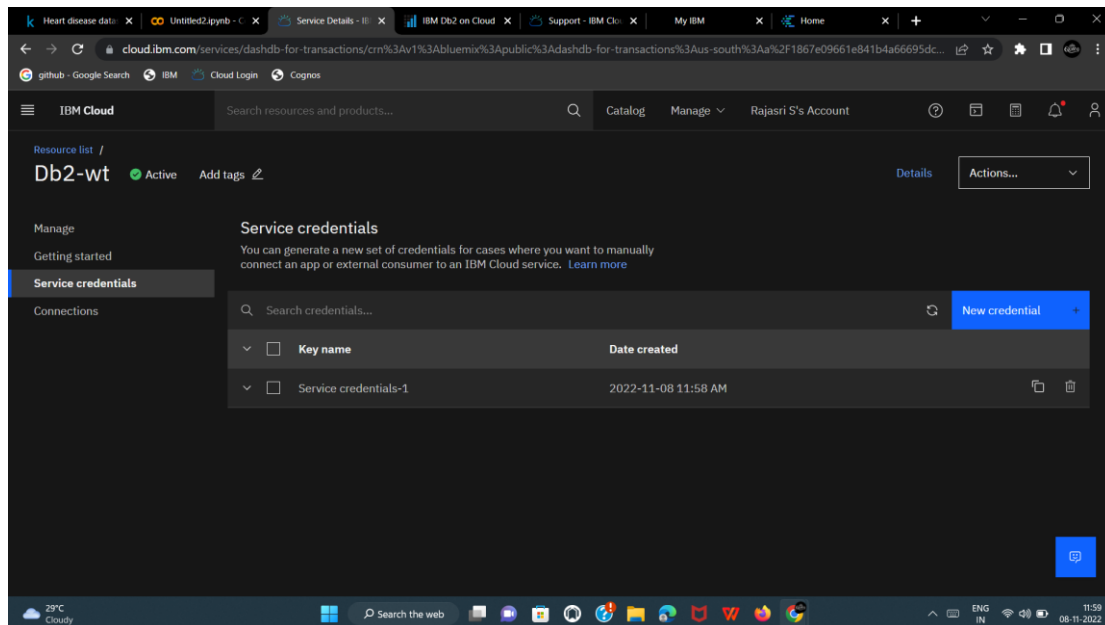 Heart disease data Untitled2.ipynb - C Service Details - IB IBM Db2 on Cloud Support - IBM Clou My IBM Home
cloud.ibm.com/services/dashdb-for-transactions/crn%3Av1%3Abluemix%3Apublic%3Adashdb-for-transactions%3Aus-south%3Aa%2F1867e09661e841b4a66695dc...
github - Google Search IBM Cloud Login Cognos
IBM Cloud Search resources and products... Catalog Manage Rajasri S's Account
Resource list /
Db2-wt Active Add tags Details Actions...
Manage
Getting started
Service credentials
Connections
Service credentials
You can generate a new set of credentials for cases where you want to manually
connect an app or external consumer to an IBM Cloud service. Learn more
Search credentials... New credential +
Key name Date created
Service credentials-1 2022-11-08 11:58 AM
29°C
Cloudy
Search the web
ENG
IN
11:59
08-11-2022